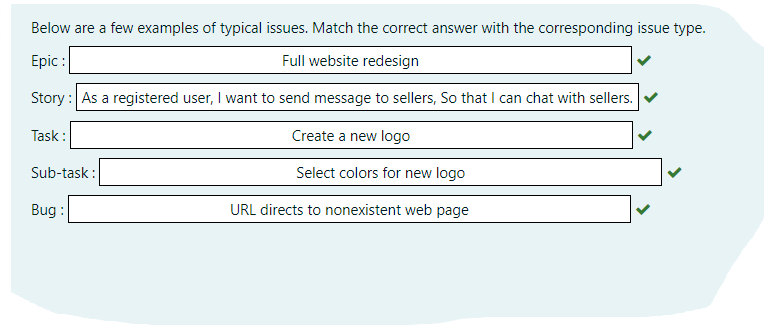 Below are a few examples of typical issues. Match the correct answer with the corresponding issue type.
Epic : Full website redesign
Story : As a registered user, I want to send message to sellers, So that I can chat with sellers.
Task : Create a new logo
Sub-task : Select colors for new logo
Bug : URL directs to nonexistent web page